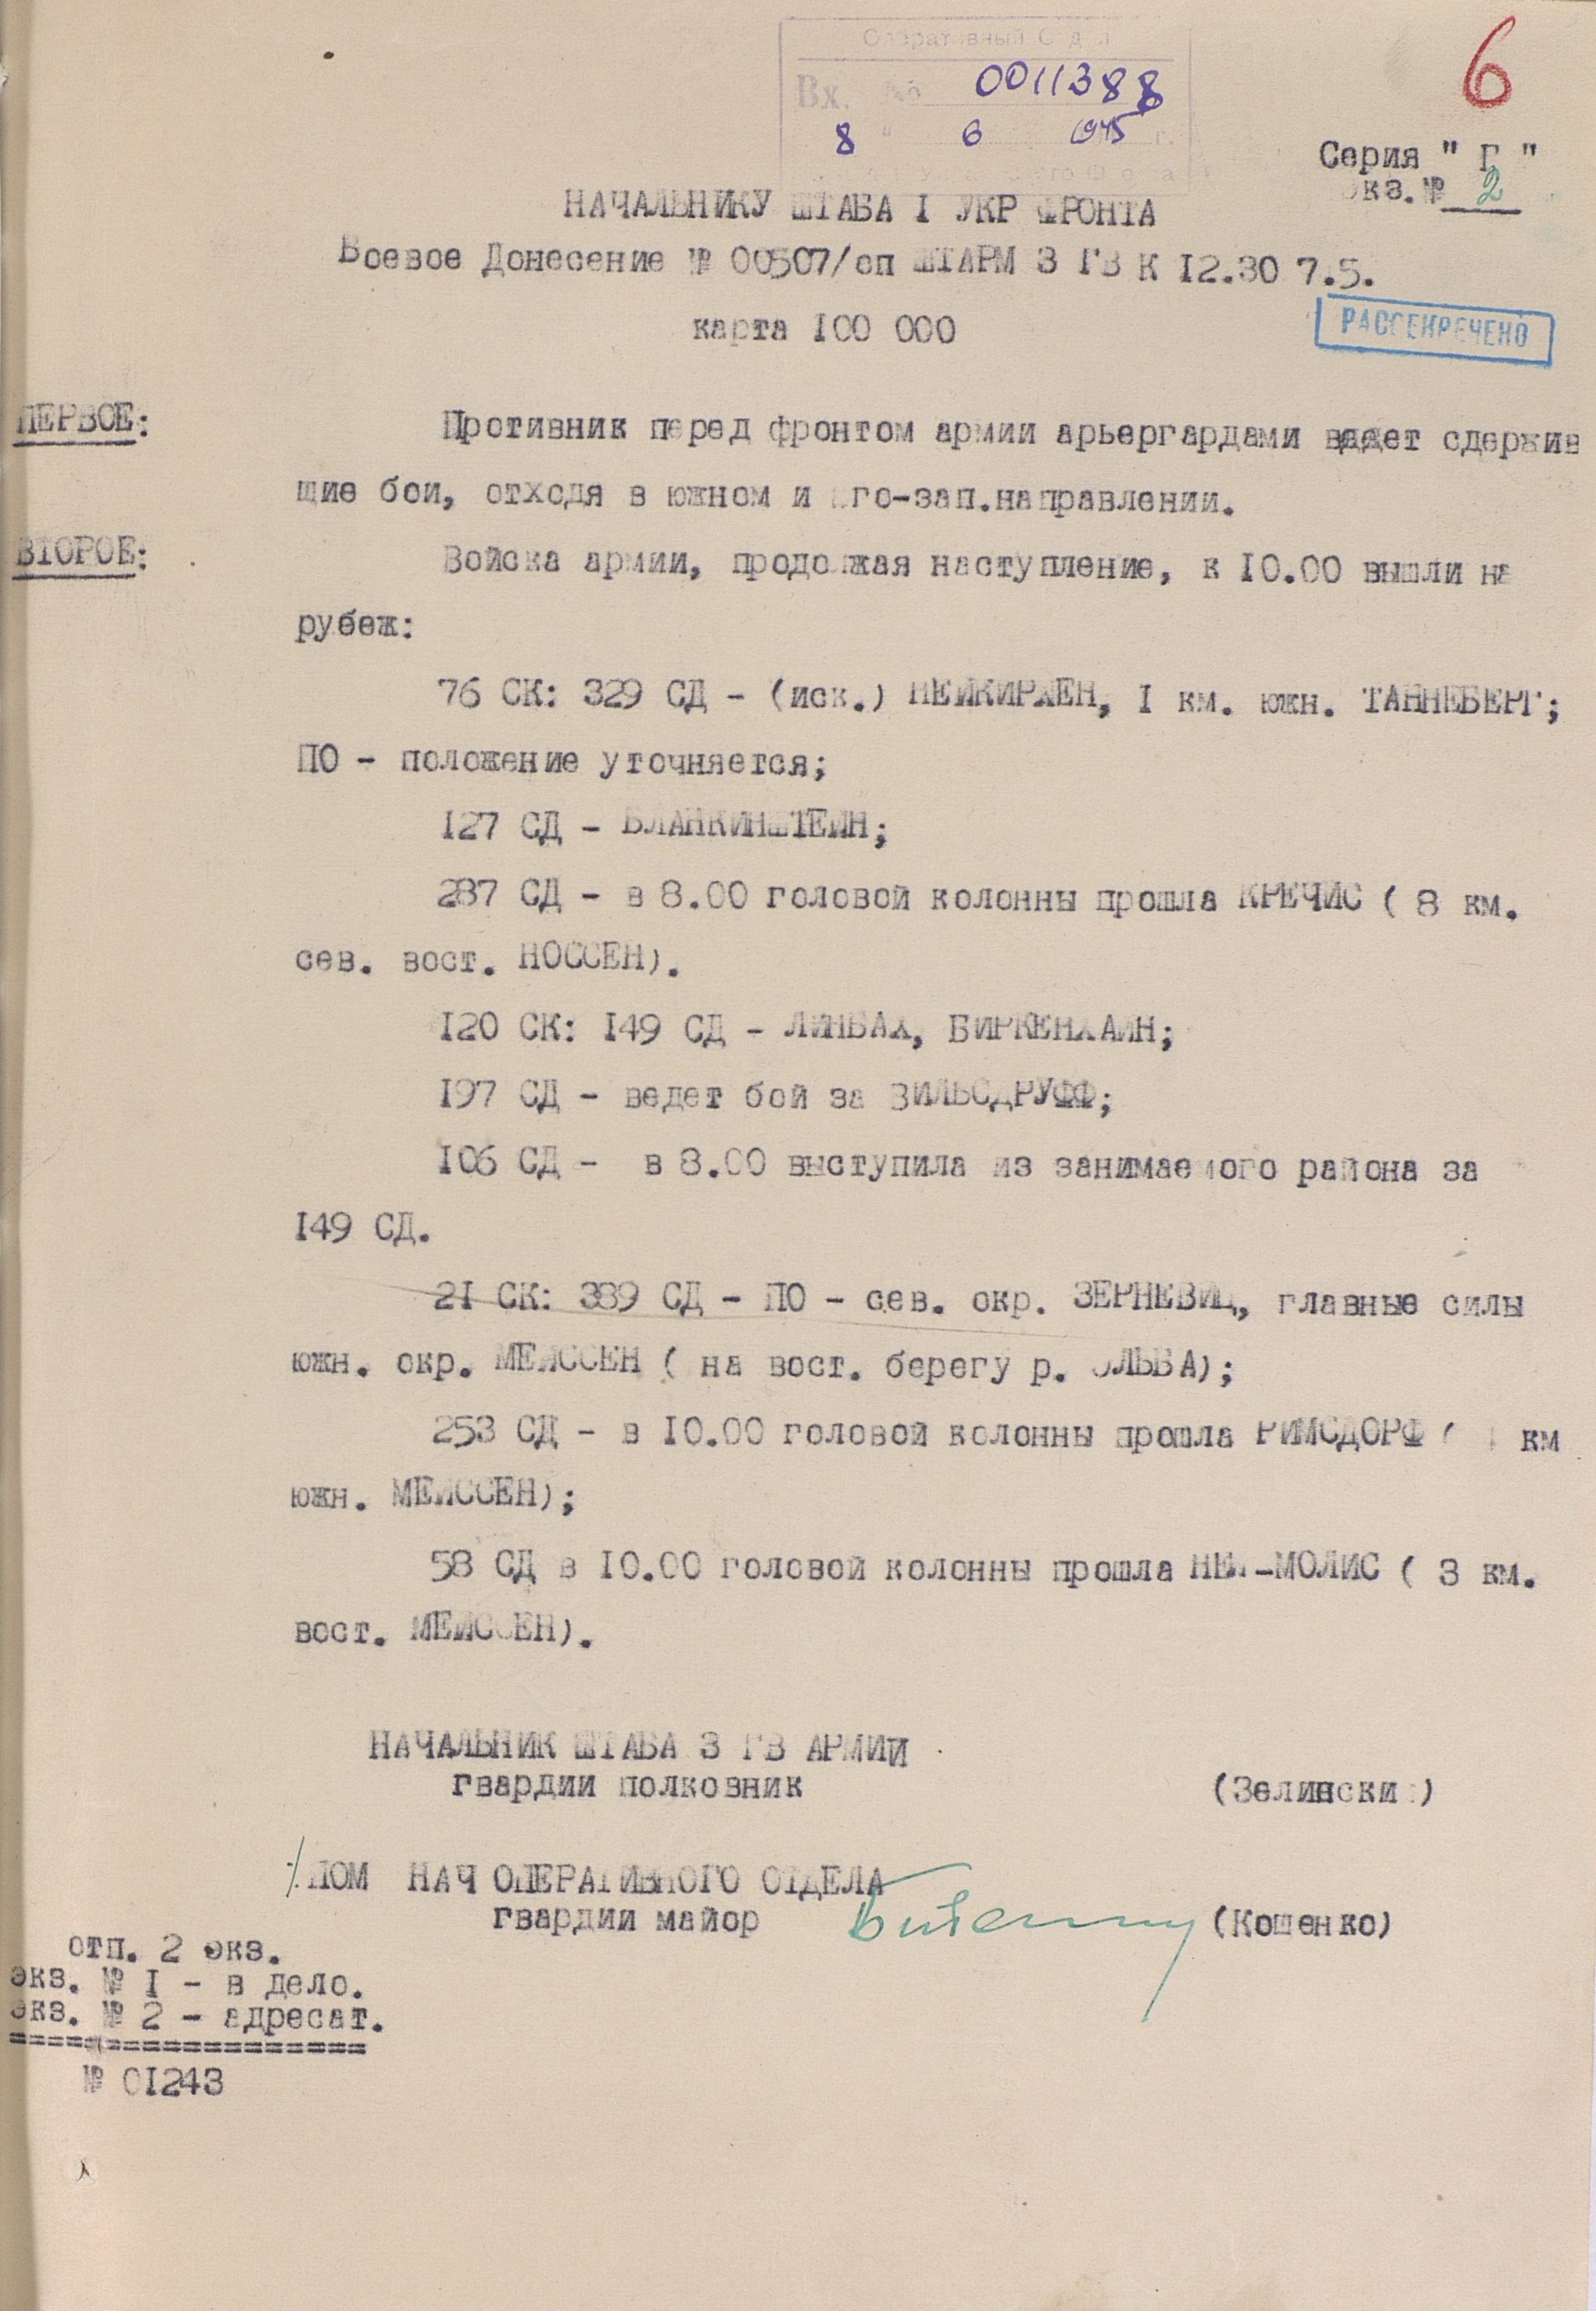 Оперативный Отдел
Вх. № 0011388
8 " 6 1945 г.
6
Серия " Г "
экз.№ 2
НАЧАЛЬНИКУ ШТАБА I УКР ФРОНТА
Боевое Донесение № 00507/оп ШТАРМ 3 ГВ К 12.30 7.5.
карта 100 000
РАССЕКРЕЧЕНО
ПЕРВОЕ: Противник перед фронтом армии арьергардами ведет сдержив
щие бои, отходя в южном и юго-зап.направлении.
ВТОРОЕ: Войска армии, продолжая наступление, к 10.00 вышли на
рубеж:
76 СК: 329 СД - (иск.) НЕЙКИРХЕН, I км. южн. ТАННЕБЕРГ;
ПО - положение уточняется;
127 СД - БЛАНКИНШТЕЙН;
287 СД - в 8.00 головой колонны прошла КРЕЧИС ( 8 км.
сев. вост. НОССЕН).
120 СК: 149 СД - ЛИМБАХ, БИРКЕНХАЙН;
197 СД - ведет бой за ВИЛЬСДРУФФ;
106 СД - в 8.00 выступила из занимаемого района за
149 СД.
21 СК: 389 СД - ПО - сев. окр. ЗЕРНЕВИЦ, главные силы
южн. окр. МЕЙССЕН ( на вост. берегу р. ЭЛЬБА);
253 СД - в 10.00 головой колонны прошла РИМСДОРФ ( км
южн. МЕЙССЕН);
58 СД в 10.00 головой колонны прошла НЕЙ-МОЛИС ( 3 км.
вост. МЕЙССЕН).
НАЧАЛЬНИК ШТАБА 3 ГВ АРМИИ
гвардии полковник (Зелинский)
ПОМ НАЧ ОПЕРАТИВНОГО ОТДЕЛА
гвардии майор (Кошенко)
отп. 2 экз.
экз. № I - в дело.
экз. № 2 - адресат.
===================
№ 01243